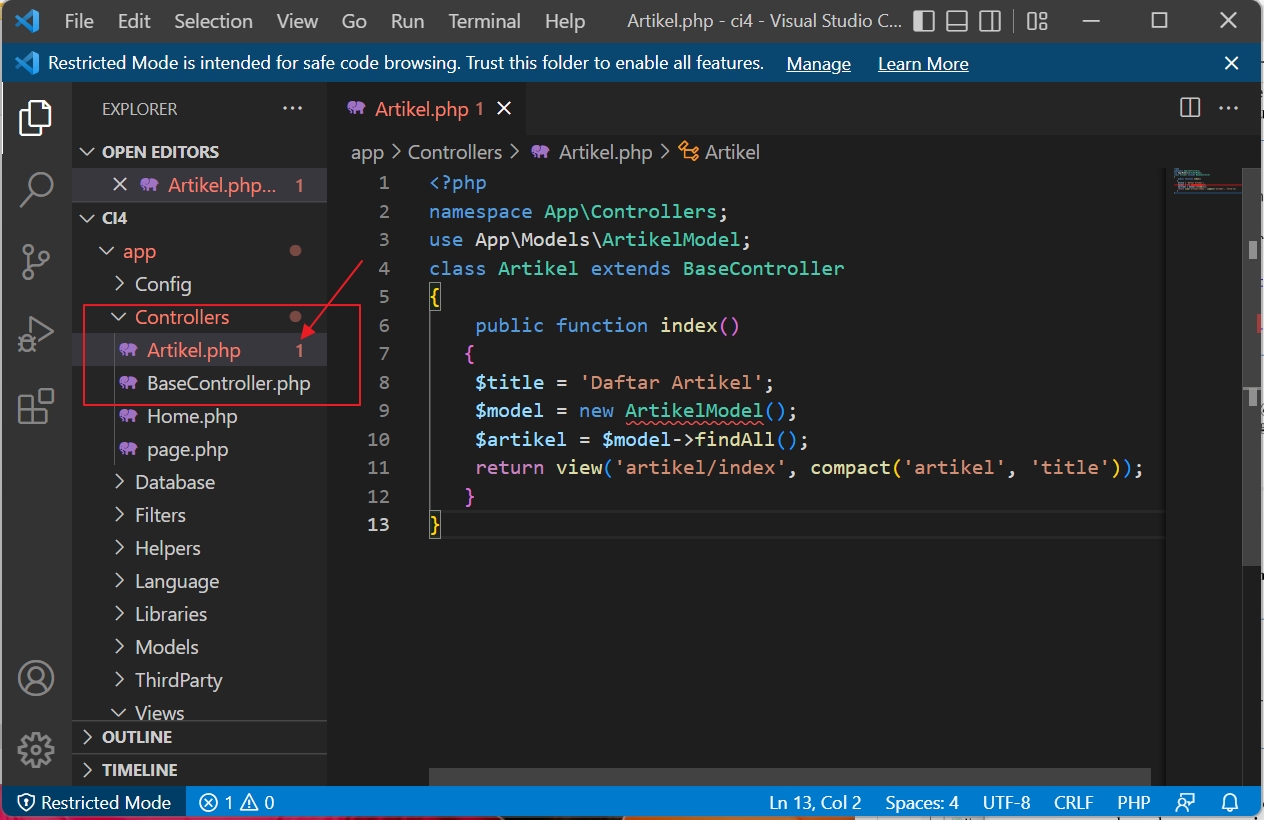 File Edit Selection View Go Run Terminal Help Artikel.php - ci4 - Visual Studio C...
Restricted Mode is intended for safe code browsing. Trust this folder to enable all features. Manage Learn More
EXPLORER
OPEN EDITORS
Artikel.php... 1
CI4
app
Config
Controllers
Artikel.php 1
BaseController.php
Home.php
page.php
Database
Filters
Helpers
Language
Libraries
Models
ThirdParty
Views
OUTLINE
TIMELINE
Artikel.php 1
app > Controllers > Artikel.php > Artikel
1 <?php
2 namespace App\Controllers;
3 use App\Models\ArtikelModel;
4 class Artikel extends BaseController
5 {
6 public function index()
7 {
8 $title = 'Daftar Artikel';
9 $model = new ArtikelModel();
10 $artikel = $model->findAll();
11 return view('artikel/index', compact('artikel', 'title'));
12 }
13 }
Restricted Mode 1 0 Ln 13, Col 2 Spaces: 4 UTF-8 CRLF PHP